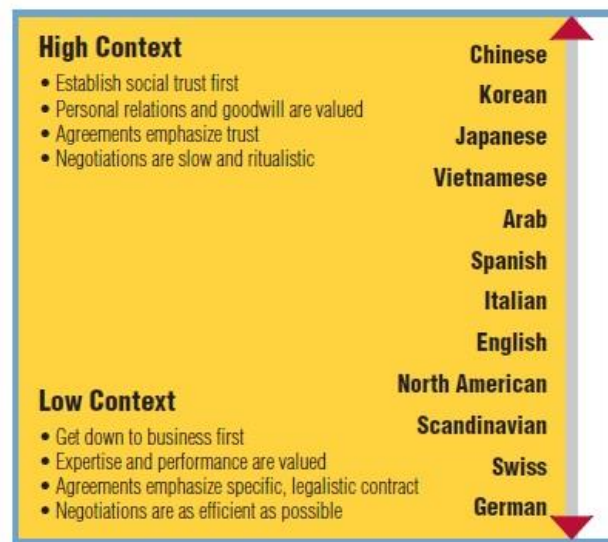 High Context
• Establish social trust first
• Personal relations and goodwill are valued
• Agreements emphasize trust
• Negotiations are slow and ritualistic
Low Context
• Get down to business first
• Expertise and performance are valued
• Agreements emphasize specific, legalistic contract
• Negotiations are as efficient as possible
Chinese
Korean
Japanese
Vietnamese
Arab
Spanish
Italian
English
North American
Scandinavian
Swiss
German